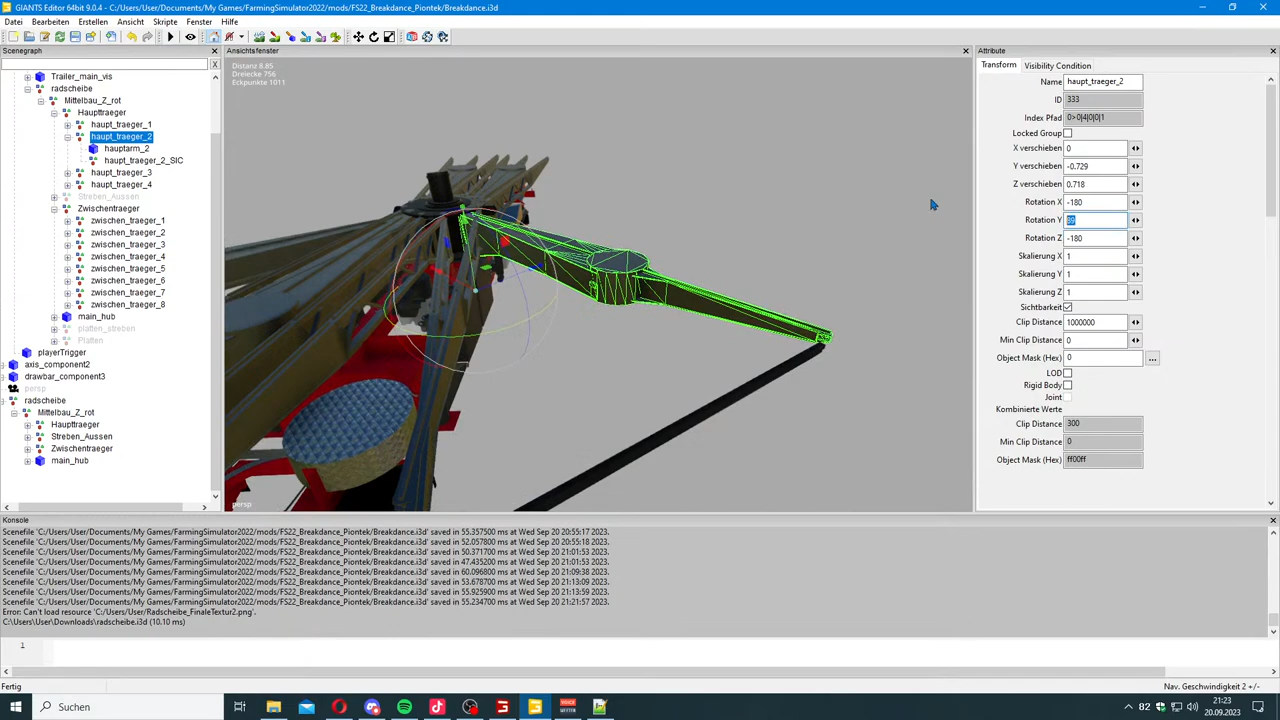 GIANTS Editor 64bit 9.0.4 - C:/Users/User/Documents/My Games/FarmingSimulator2022/mods/FS22_Breakdance_Piontek/Breakdance.i3d
Datei Bearbeiten Erstellen Ansicht Skripte Fenster Hilfe
Scenegraph
X
Trailer_main_vis
radscheibe
Mittelbau_Z_rot
Haupttraeger
haupt_traeger_1
haupt_traeger_2
hauptarm_2
haupt_traeger_2_SIC
haupt_traeger_3
haupt_traeger_4
Streben_Aussen
Zwischentraeger
zwischen_traeger_1
zwischen_traeger_2
zwischen_traeger_3
zwischen_traeger_4
zwischen_traeger_5
zwischen_traeger_6
zwischen_traeger_7
zwischen_traeger_8
main_hub
platten_streben
Platten
playerTrigger
axis_component2
drawbar_component3
persp
radscheibe
Mittelbau_Z_rot
Haupttraeger
Streben_Aussen
Zwischentraeger
main_hub
Ansichtsfenster
Distanz 8.85
Dreiecke 756
Eckpunkte 1011
persp
Attribute
Transform Visibility Condition
Name haupt_traeger_2
ID 333
Index Pfad 0>0|4|0|0|1
Locked Group
X verschieben 0
Y verschieben -0.729
Z verschieben 0.718
Rotation X -180
Rotation Y 89
Rotation Z -180
Skalierung X 1
Skalierung Y 1
Skalierung Z 1
Sichtbarkeit
Clip Distance 1000000
Min Clip Distance 0
Object Mask (Hex) 0 ...
LOD
Rigid Body
Joint
Kombinierte Werte
Clip Distance 300
Min Clip Distance 0
Object Mask (Hex) ff00ff
Konsole
Scenefile 'C:/Users/User/Documents/My Games/FarmingSimulator2022/mods/FS22_Breakdance_Piontek/Breakdance.i3d' saved in 55.357500 ms at Wed Sep 20 20:55:17 2023.
Scenefile 'C:/Users/User/Documents/My Games/FarmingSimulator2022/mods/FS22_Breakdance_Piontek/Breakdance.i3d' saved in 52.057800 ms at Wed Sep 20 20:55:18 2023.
Scenefile 'C:/Users/User/Documents/My Games/FarmingSimulator2022/mods/FS22_Breakdance_Piontek/Breakdance.i3d' saved in 50.371700 ms at Wed Sep 20 21:01:53 2023.
Scenefile 'C:/Users/User/Documents/My Games/FarmingSimulator2022/mods/FS22_Breakdance_Piontek/Breakdance.i3d' saved in 47.435200 ms at Wed Sep 20 21:01:53 2023.
Scenefile 'C:/Users/User/Documents/My Games/FarmingSimulator2022/mods/FS22_Breakdance_Piontek/Breakdance.i3d' saved in 60.096800 ms at Wed Sep 20 21:09:38 2023.
Scenefile 'C:/Users/User/Documents/My Games/FarmingSimulator2022/mods/FS22_Breakdance_Piontek/Breakdance.i3d' saved in 53.678700 ms at Wed Sep 20 21:13:09 2023.
Scenefile 'C:/Users/User/Documents/My Games/FarmingSimulator2022/mods/FS22_Breakdance_Piontek/Breakdance.i3d' saved in 55.925900 ms at Wed Sep 20 21:13:59 2023.
Scenefile 'C:/Users/User/Documents/My Games/FarmingSimulator2022/mods/FS22_Breakdance_Piontek/Breakdance.i3d' saved in 55.234700 ms at Wed Sep 20 21:21:57 2023.
Error: Can't load resource 'C:/Users/User/Radscheibe_FinaleTextur2.png'.
C:\Users\User\Downloads\radscheibe.i3d (10.10 ms)
1
Fertig
Nav. Geschwindigkeit 2 +/-
Suchen
82
21:23
20.09.2023